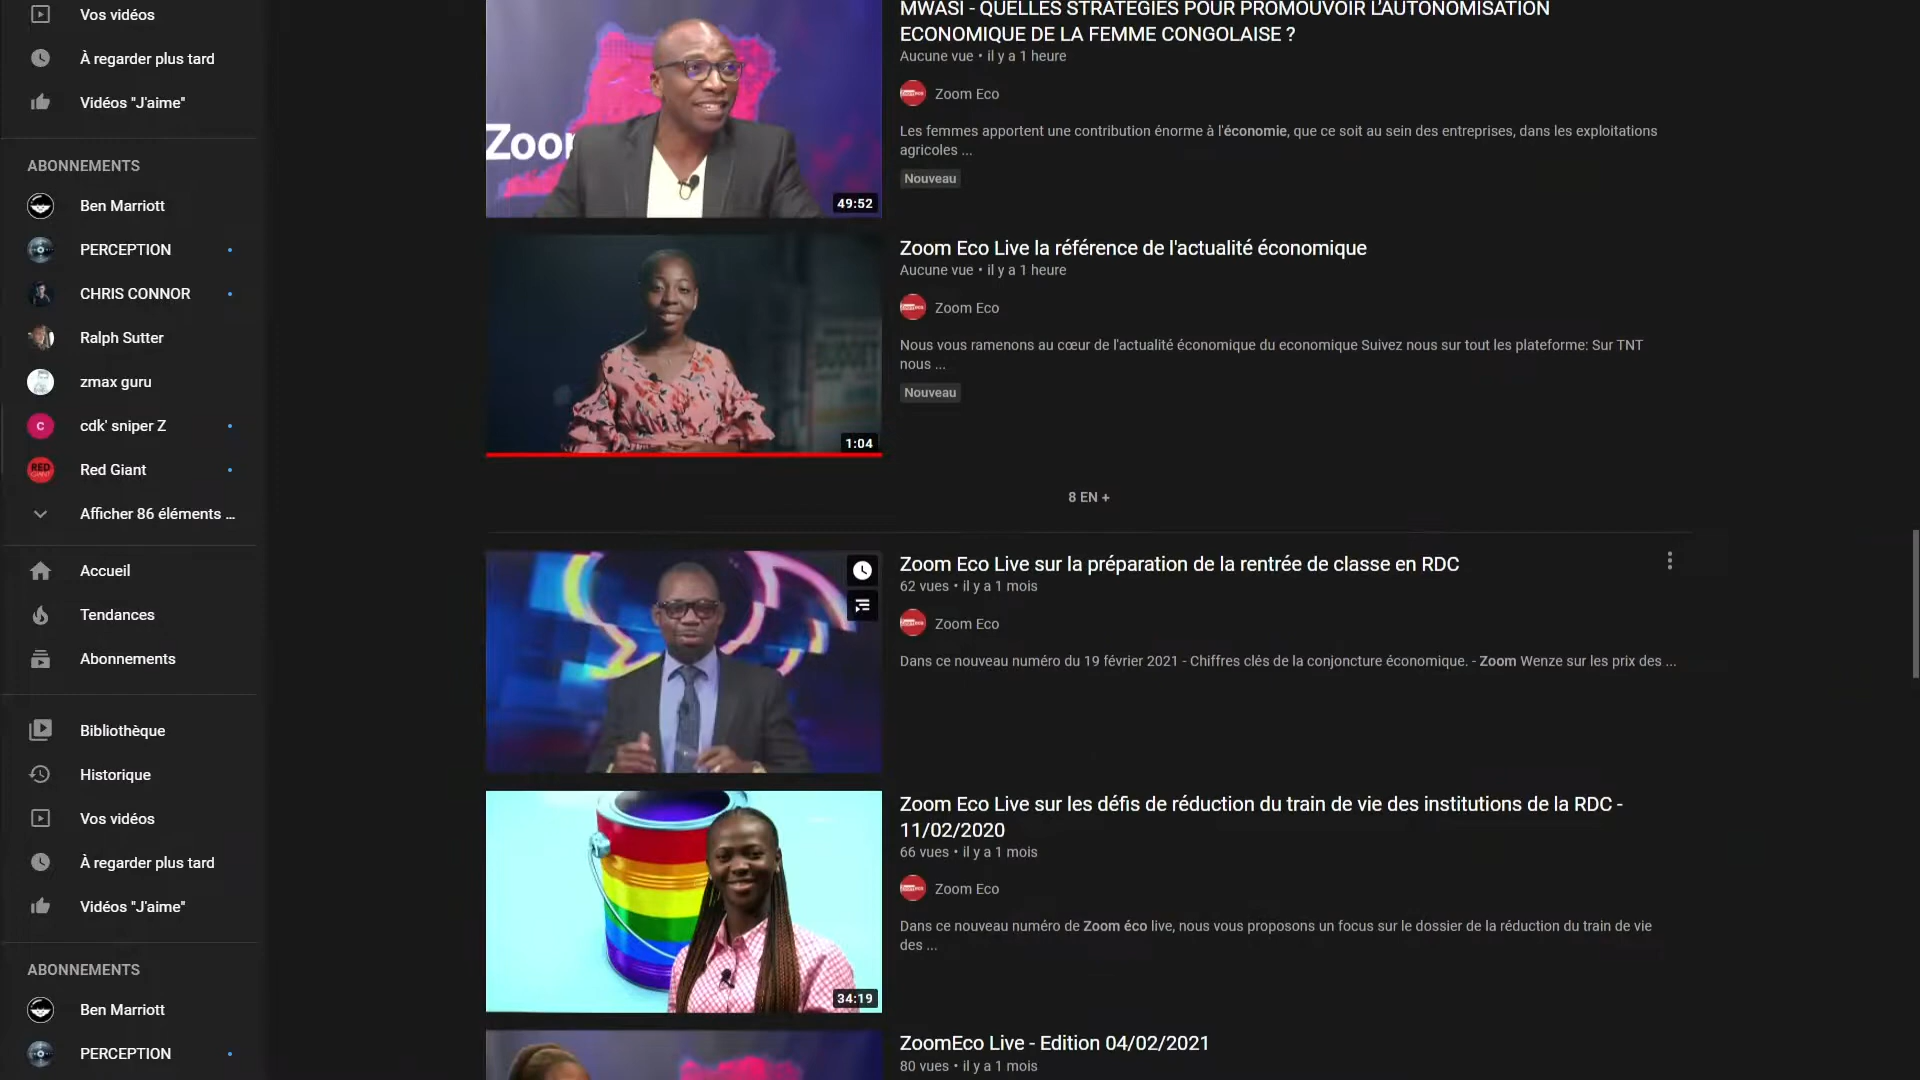 Vos vidéos
À regarder plus tard
Vidéos "J'aime"
ABONNEMENTS
Ben Marriott
PERCEPTION
CHRIS CONNOR
Ralph Sutter
zmax guru
C
cdk' sniper Z
RED
GIANT
Red Giant
Afficher 86 éléments ...
Accueil
Tendances
Abonnements
Bibliothèque
Historique
Vos vidéos
À regarder plus tard
Vidéos "J'aime"
ABONNEMENTS
Ben Marriott
PERCEPTION
Zoom
49:52
MWASI - QUELLES STRATEGIES POUR PROMOUVOIR L'AUTONOMISATION
ECONOMIQUE DE LA FEMME CONGOLAISE ?
Aucune vue • il y a 1 heure
Zoom Eco
Les femmes apportent une contribution énorme à l'économie, que ce soit au sein des entreprises, dans les exploitations
agricoles ...
Nouveau
1:04
Zoom Eco Live la référence de l'actualité économique
Aucune vue • il y a 1 heure
Zoom Eco
Nous vous ramenons au cœur de l'actualité économique du economique Suivez nous sur tout les plateforme: Sur TNT
nous ...
Nouveau
8 EN +
Zoom Eco Live sur la préparation de la rentrée de classe en RDC
62 vues • il y a 1 mois
Zoom Eco
Dans ce nouveau numéro du 19 février 2021 - Chiffres clés de la conjoncture économique. - Zoom Wenze sur les prix des ...
34:19
Zoom Eco Live sur les défis de réduction du train de vie des institutions de la RDC -
11/02/2020
66 vues • il y a 1 mois
Zoom Eco
Dans ce nouveau numéro de Zoom éco live, nous vous proposons un focus sur le dossier de la réduction du train de vie
des ...
ZoomEco Live - Edition 04/02/2021
80 vues • il y a 1 mois